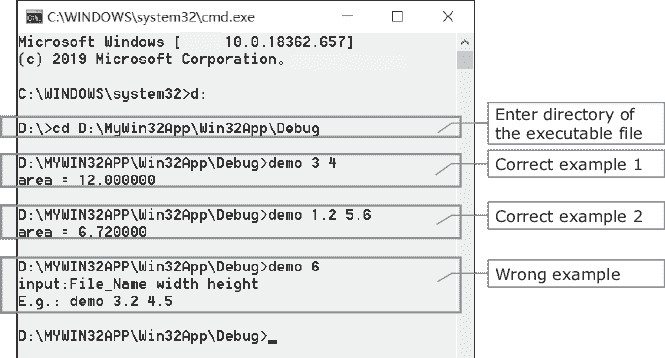 C:\WINDOWS\system32\cmd.exe
Microsoft Windows [ 10.0.18362.657]
(c) 2019 Microsoft Corporation。
C:\WINDOWS\system32>d:
D:\>cd D:\MyWin32App\Win32App\Debug
Enter directory of
the executable file
D:\MYWIN32APP\Win32App\Debug>demo 3 4
area = 12.000000
Correct example 1
D:\MYWIN32APP\Win32App\Debug>demo 1.2 5.6
area = 6.720000
Correct example 2
D:\MYWIN32APP\Win32App\Debug>demo 6
input:File_Name width height
E.g.: demo 3.2 4.5
Wrong example
D:\MYWIN32APP\Win32App\Debug>_